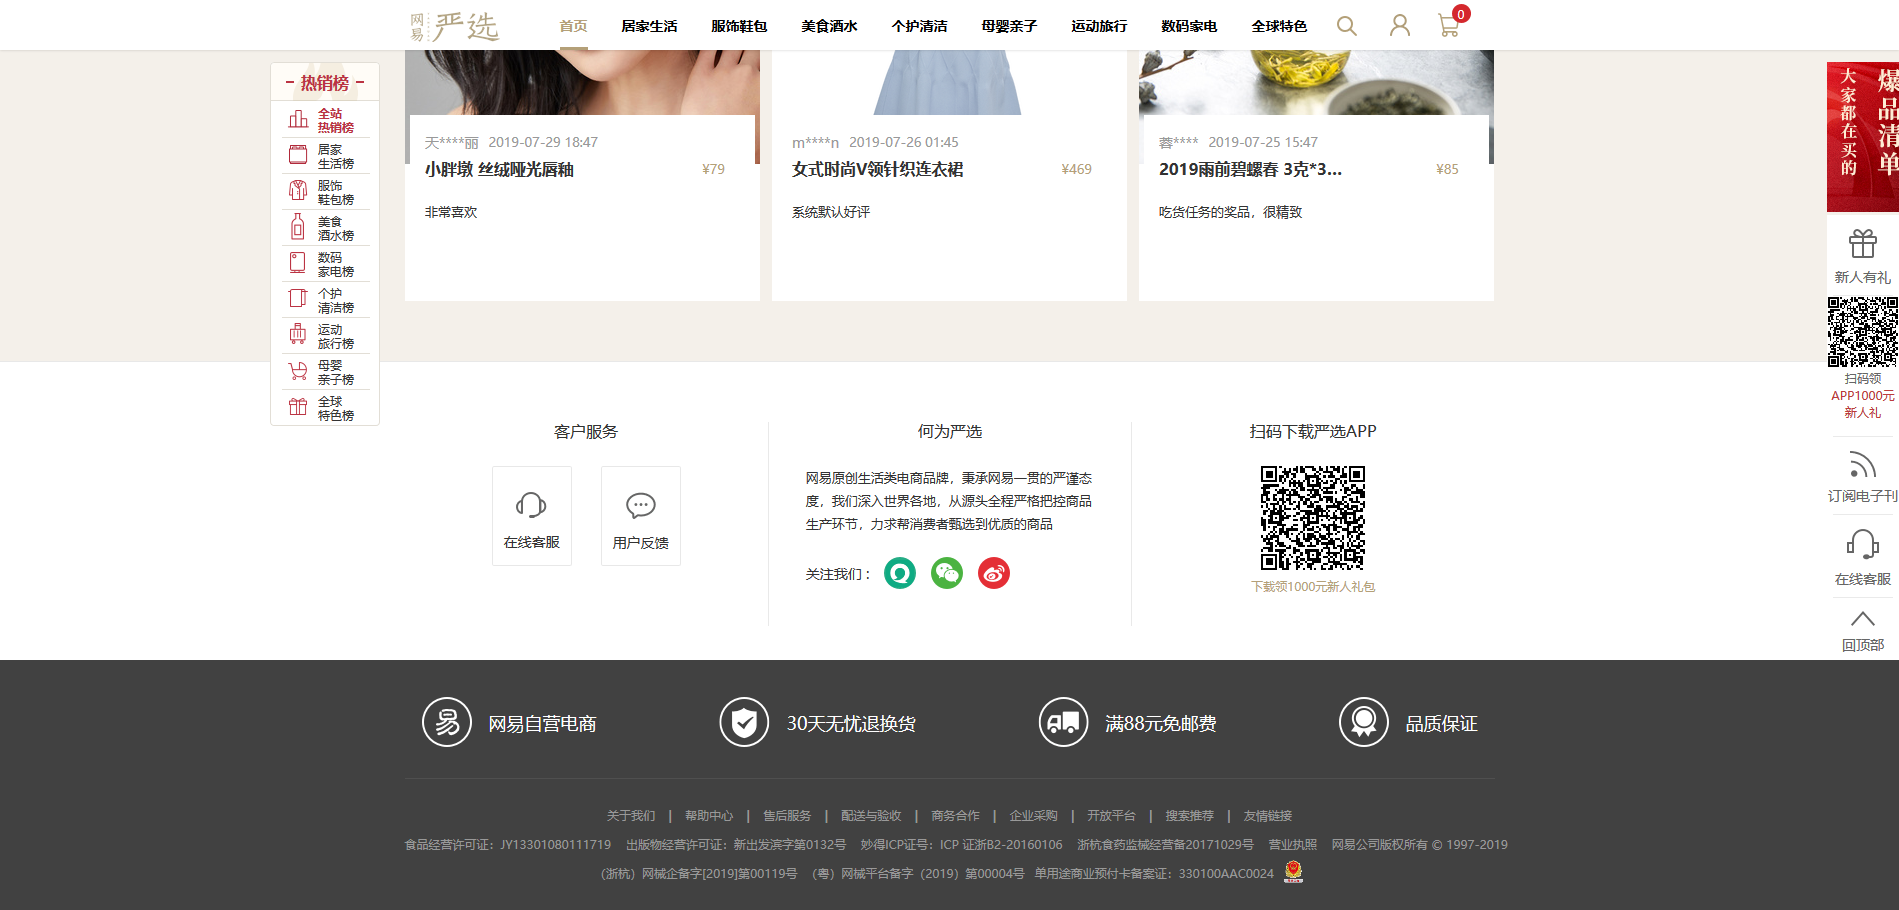 网易 严选
首页 居家生活 服饰鞋包 美食酒水 个护清洁 母婴亲子 运动旅行 数码家电 全球特色 0
热销榜
全站
热销榜
居家
生活榜
服饰
鞋包榜
美食
酒水榜
数码
家电榜
个护
清洁榜
运动
旅行榜
母婴
亲子榜
全球
特色榜
天****丽 2019-07-29 18:47
小胖墩 丝绒哑光唇釉 ¥79
非常喜欢
m****n 2019-07-26 01:45
女式时尚V领针织连衣裙 ¥469
系统默认好评
蓉**** 2019-07-25 15:47
2019雨前碧螺春 3克*3... ¥85
吃货任务的奖品，很精致
爆品清单
大家都在买的
新人有礼
扫码领
APP1000元
新人礼
订阅电子刊
在线客服
回顶部
客户服务
在线客服 用户反馈
何为严选
网易原创生活类电商品牌，秉承网易一贯的严谨态
度，我们深入世界各地，从源头全程严格把控商品
生产环节，力求帮消费者甄选到优质的商品
关注我们：
扫码下载严选APP
下载领1000元新人礼包
易 网易自营电商 30天无忧退换货 满88元免邮费 品质保证
关于我们 | 帮助中心 | 售后服务 | 配送与验收 | 商务合作 | 企业采购 | 开放平台 | 搜索推荐 | 友情链接
食品经营许可证：JY13301080111719 出版物经营许可证：新出发滨字第0132号 妙得ICP证号：ICP 证浙B2-20160106 浙杭食药监械经营备20171029号 营业执照 网易公司版权所有 © 1997-2019
（浙杭）网械企备字[2019]第00119号 （粤）网械平台备字（2019）第00004号 单用途商业预付卡备案证：330100AAC0024